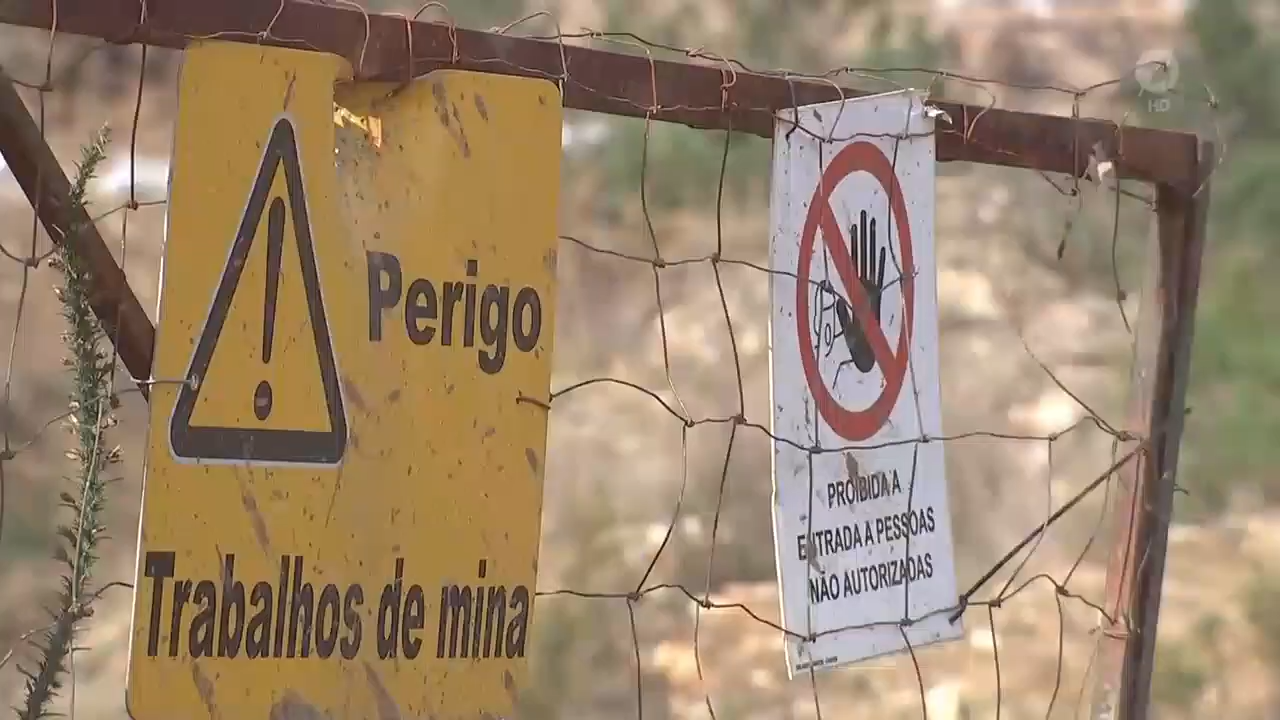 Perigo
Trabalhos de mina
PROIBIDA A
ENTRADA A PESSOAS
NÃO AUTORIZADAS
HD